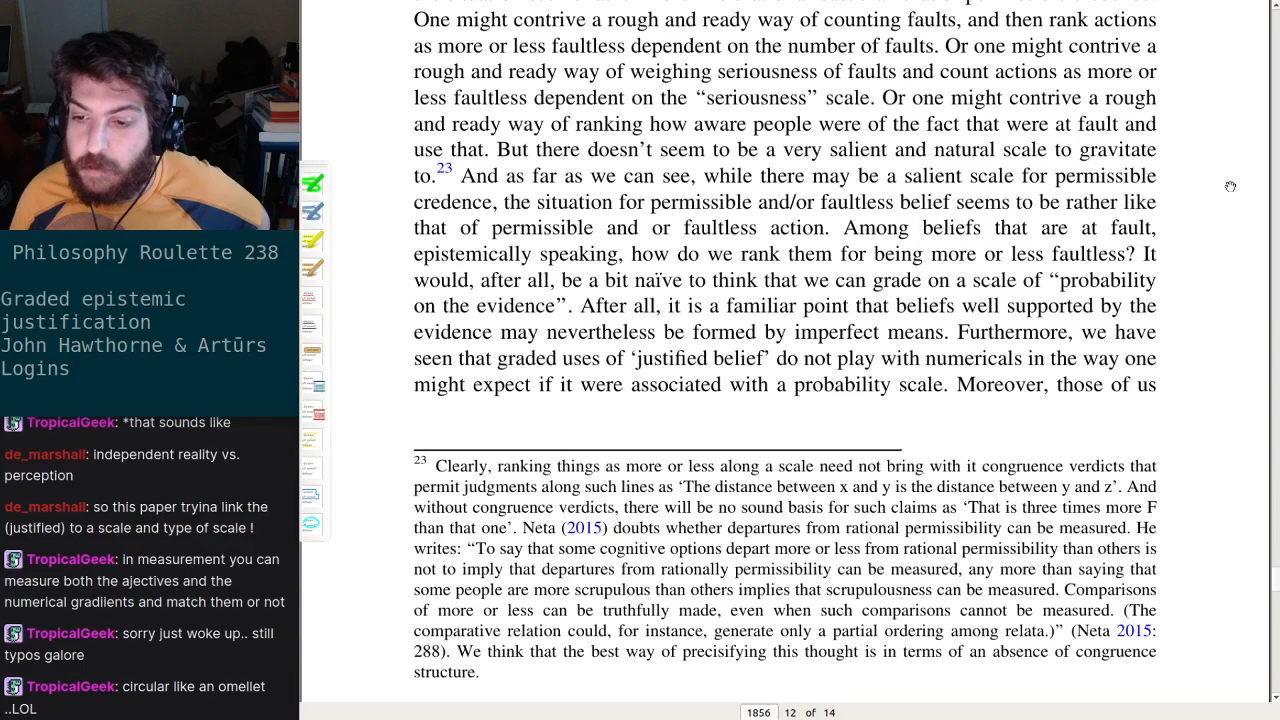 One might contrive a rough and ready way of counting faults, and then rank actions
as more or less faultless dependent on the number of faults. Or one might contrive a
rough and ready way of weighing seriousness of faults and count actions as more or
less faultless dependent on the “seriousness” scale. Or one might contrive a rough
and ready way of ranking how aware people were of the fact that were at fault and
use that. But there doesn’t seem to be a very salient and natural scale to gravitate
to.23 And as far as we can see, whilst there may be a salient scale for permissible
credence, the situation for permissible and/or faultless belief seems to be rather like
that of permissible and or faultless action. Among beliefs that are at fault,
epistemically speaking, how do we rank them for being more or less faultless? It
would after all be a bit strange to think that we can ground such a scale of “probability
on the evidence”: after all, a belief in a particular p that is always well supported by the
evidence may nonetheless be formed by imperfect methods. Furthermore, we have
seen that graded uses of ‘justified belief’ do not play with numericals in the way one
might expect if it were associated with a probability scale. Moreover, those of us
23 Clearly, ranking things as more or less along a scale does not bring with it congruence verdicts that
permit judgments along such lines as ‘The distance between x and y is the distance between y and z’. And
without congruence facts, there will be no natural basis for such claims as ‘This is three times more F
than that one’. Neta 2015 also denies that departures from rational permissibility can be measured. He
writes: “To say that some cognitive option departs more or less from rational permissibility than others is
not to imply that departures from rationally permissibility can be measured, any more than saying that
some people are more scrupulous than others implies that scrupulousness can be measured. Comparisons
of more or less can be truthfully made, even when such comparisons cannot be measured. (The
comparative relation could, for instance, generate only a partial ordering among relata.)” (Neta 2015:
288). We think that the best way of precisifying this thought is in terms of an absence of congruence
structure.
1856 12 of 14
Philosophy Roulette 238
Graded epistemic
justification
John Hawthorne & Artūrs
Logins
TropicalGeek: *that sounds like
de_marshall: independent reality vs.
perception
de_marshall: so this paper tryina link the
(justified) to a scale and type of scale !
TropicalGeek: in measurement you can
measure both the ajectives and the
numerical gradiients and match them or not
TropicalGeek: sorry just woke up.. still
typos galore
TropicalGeek: circular like an omellet
..LOL